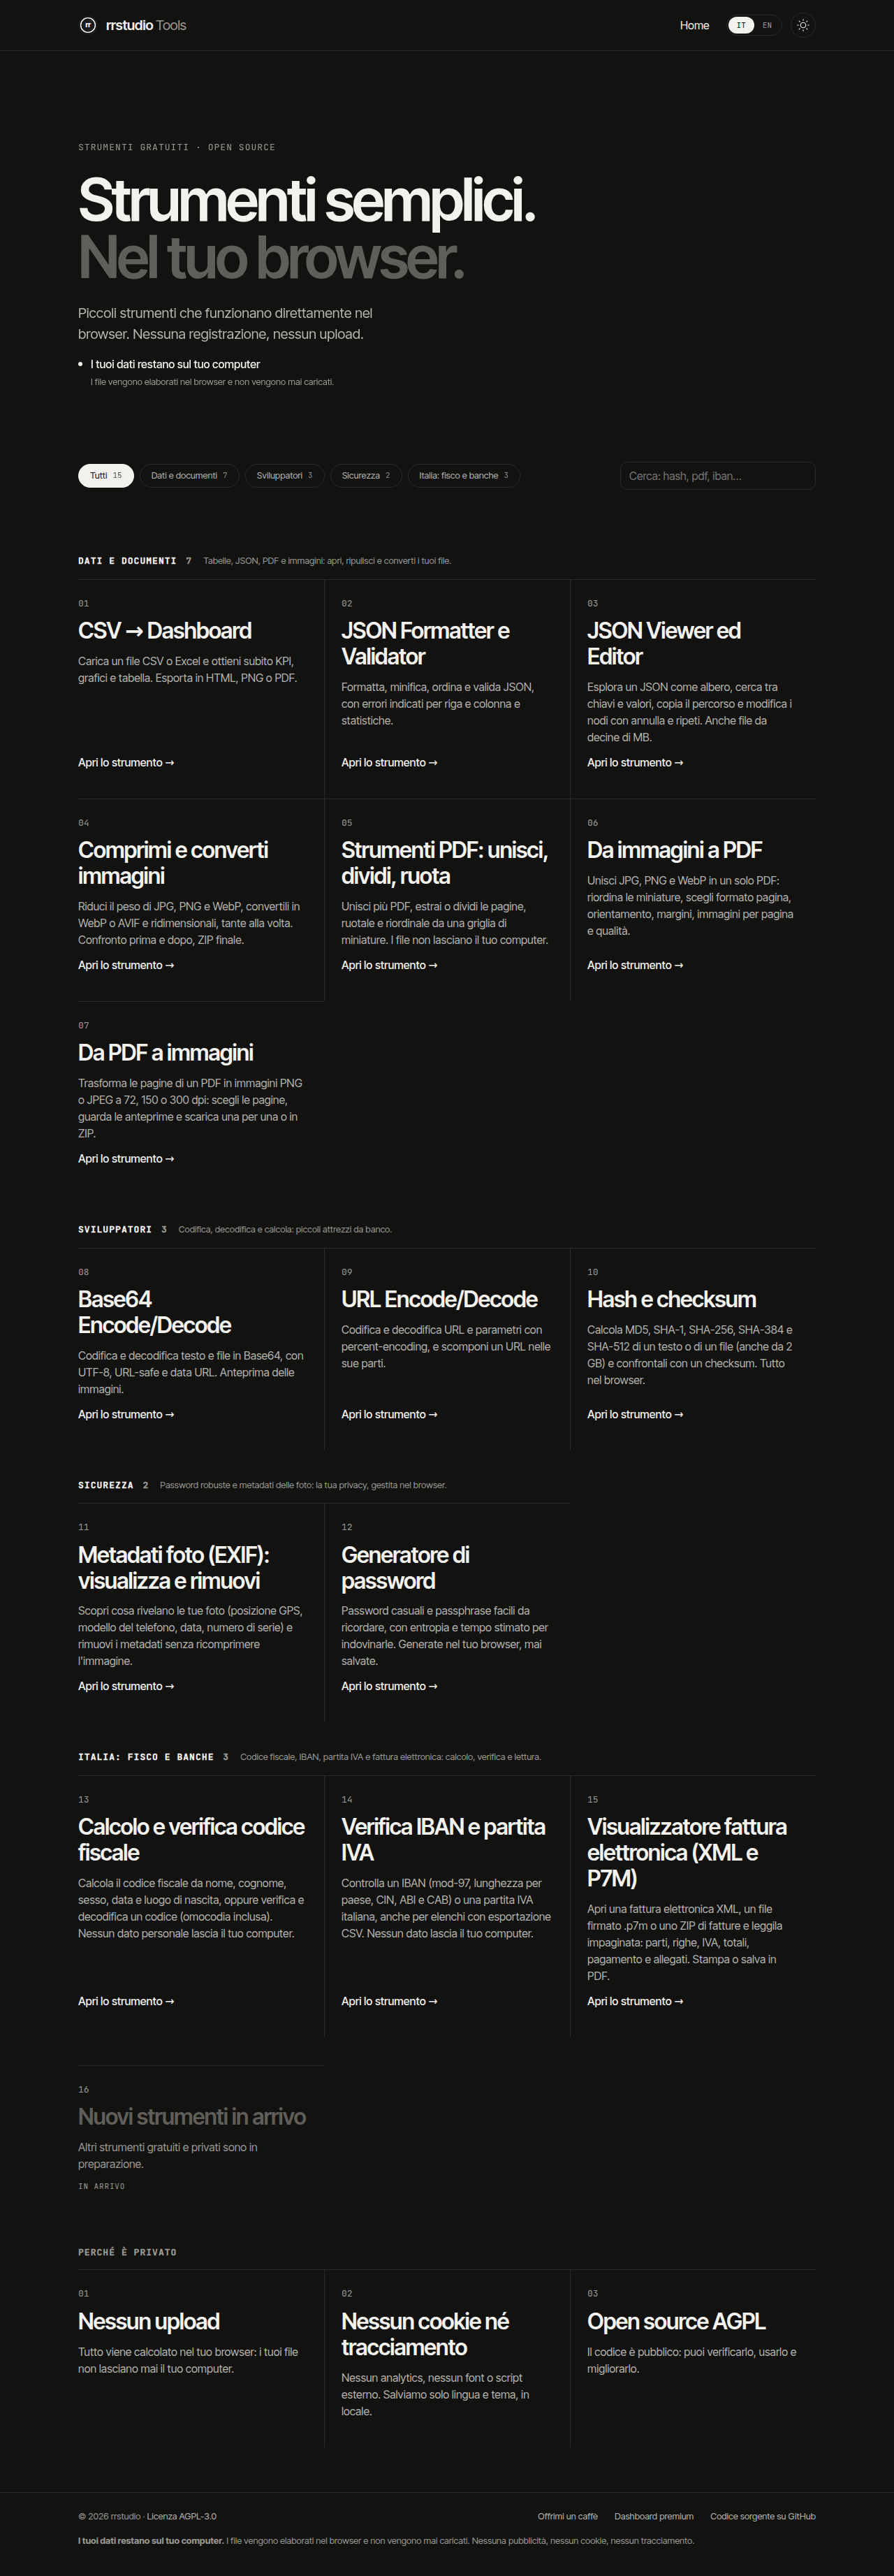 rr rrstudio Tools
Home
IT EN
STRUMENTI GRATUITI · OPEN SOURCE
Strumenti semplici.
Nel tuo browser.
Piccoli strumenti che funzionano direttamente nel
browser. Nessuna registrazione, nessun upload.
I tuoi dati restano sul tuo computer
I file vengono elaborati nel browser e non vengono mai caricati.
Tutti 15
Dati e documenti 7
Sviluppatori 3
Sicurezza 2
Italia: fisco e banche 3
Cerca: hash, pdf, iban...
DATI E DOCUMENTI 7 Tabelle, JSON, PDF e immagini: apri, ripulisci e converti i tuoi file.
01
CSV → Dashboard
Carica un file CSV o Excel e ottieni subito KPI,
grafici e tabella. Esporta in HTML, PNG o PDF.
Apri lo strumento →
02
JSON Formatter e
Validator
Formatta, minifica, ordina e valida JSON,
con errori indicati per riga e colonna e
statistiche.
Apri lo strumento →
03
JSON Viewer ed
Editor
Esplora un JSON come albero, cerca tra
chiavi e valori, copia il percorso e modifica i
nodi con annulla e ripeti. Anche file da
decine di MB.
Apri lo strumento →
04
Comprimi e converti
immagini
Riduci il peso di JPG, PNG e WebP, convertili in
WebP o AVIF e ridimensionali, tante alla volta.
Confronto prima e dopo, ZIP finale.
Apri lo strumento →
05
Strumenti PDF: unisci,
dividi, ruota
Unisci più PDF, estrai o dividi le pagine,
ruotale e riordinale da una griglia di
miniature. I file non lasciano il tuo computer.
Apri lo strumento →
06
Da immagini a PDF
Unisci JPG, PNG e WebP in un solo PDF:
riordina le miniature, scegli formato pagina,
orientamento, margini, immagini per pagina
e qualità.
Apri lo strumento →
07
Da PDF a immagini
Trasforma le pagine di un PDF in immagini PNG
o JPEG a 72, 150 o 300 dpi: scegli le pagine,
guarda le anteprime e scarica una per una o in
ZIP.
Apri lo strumento →
SVILUPPATORI 3 Codifica, decodifica e calcola: piccoli attrezzi da banco.
08
Base64
Encode/Decode
Codifica e decodifica testo e file in Base64, con
UTF-8, URL-safe e data URL. Anteprima delle
immagini.
Apri lo strumento →
09
URL Encode/Decode
Codifica e decodifica URL e parametri con
percent-encoding, e scomponi un URL nelle
sue parti.
Apri lo strumento →
10
Hash e checksum
Calcola MD5, SHA-1, SHA-256, SHA-384 e
SHA-512 di un testo o di un file (anche da 2
GB) e confrontali con un checksum. Tutto
nel browser.
Apri lo strumento →
SICUREZZA 2 Password robuste e metadati delle foto: la tua privacy, gestita nel browser.
11
Metadati foto (EXIF):
visualizza e rimuovi
Scopri cosa rivelano le tue foto (posizione GPS,
modello del telefono, data, numero di serie) e
rimuovi i metadati senza ricomprimere
l'immagine.
Apri lo strumento →
12
Generatore di
password
Password casuali e passphrase facili da
ricordare, con entropia e tempo stimato per
indovinarle. Generate nel tuo browser, mai
salvate.
Apri lo strumento →
ITALIA: FISCO E BANCHE 3 Codice fiscale, IBAN, partita IVA e fattura elettronica: calcolo, verifica e lettura.
13
Calcolo e verifica codice
fiscale
Calcola il codice fiscale da nome, cognome,
sesso, data e luogo di nascita, oppure verifica e
decodifica un codice (omocodia inclusa).
Nessun dato personale lascia il tuo computer.
Apri lo strumento →
14
Verifica IBAN e partita
IVA
Controlla un IBAN (mod-97, lunghezza per
paese, CIN, ABI e CAB) o una partita IVA
italiana, anche per elenchi con esportazione
CSV. Nessun dato lascia il tuo computer.
Apri lo strumento →
15
Visualizzatore fattura
elettronica (XML e
P7M)
Apri una fattura elettronica XML, un file
firmato .p7m o uno ZIP di fatture e leggila
impaginata: parti, righe, IVA, totali,
pagamento e allegati. Stampa o salva in
PDF.
Apri lo strumento →
16
Nuovi strumenti in arrivo
Altri strumenti gratuiti e privati sono in
preparazione.
IN ARRIVO
PERCHÉ È PRIVATO
01
Nessun upload
Tutto viene calcolato nel tuo browser: i tuoi file
non lasciano mai il tuo computer.
02
Nessun cookie né
tracciamento
Nessun analytics, nessun font o script
esterno. Salviamo solo lingua e tema, in
locale.
03
Open source AGPL
Il codice è pubblico: puoi verificarlo, usarlo e
migliorarlo.
© 2026 rrstudio · Licenza AGPL-3.0
Offrimi un caffè Dashboard premium Codice sorgente su GitHub
I tuoi dati restano sul tuo computer. I file vengono elaborati nel browser e non vengono mai caricati. Nessuna pubblicità, nessun cookie, nessun tracciamento.